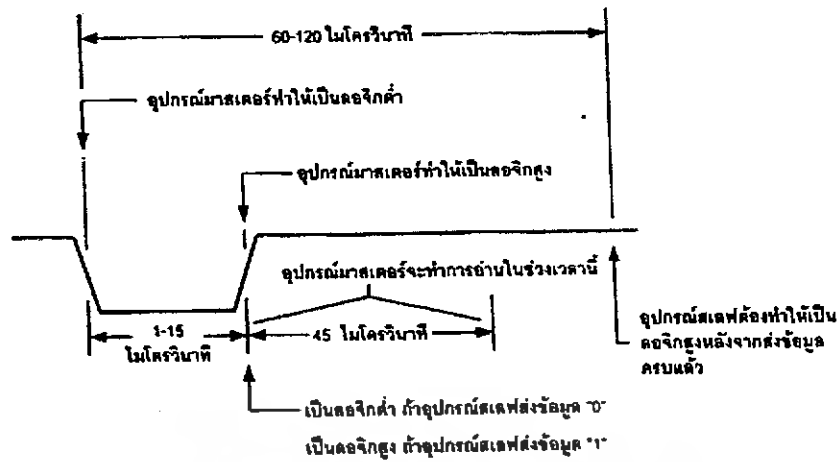 60-120 ไมโครวินาที
อุปกรณ์มาสเตอร์ทำให้เป็นลอจิกต่ำ
อุปกรณ์มาสเตอร์ทำให้เป็นลอจิกสูง
อุปกรณ์มาสเตอร์จะทำการอ่านในช่วงเวลานี้
1-15
ไมโครวินาที
45 ไมโครวินาที
อุปกรณ์สเลฟต้องทำให้เป็น
ลอจิกสูงหลังจากส่งข้อมูล
ครบแล้ว
เป็นลอจิกต่ำ ถ้าอุปกรณ์สเลฟส่งข้อมูล "0"
เป็นลอจิกสูง ถ้าอุปกรณ์สเลฟส่งข้อมูล "1"